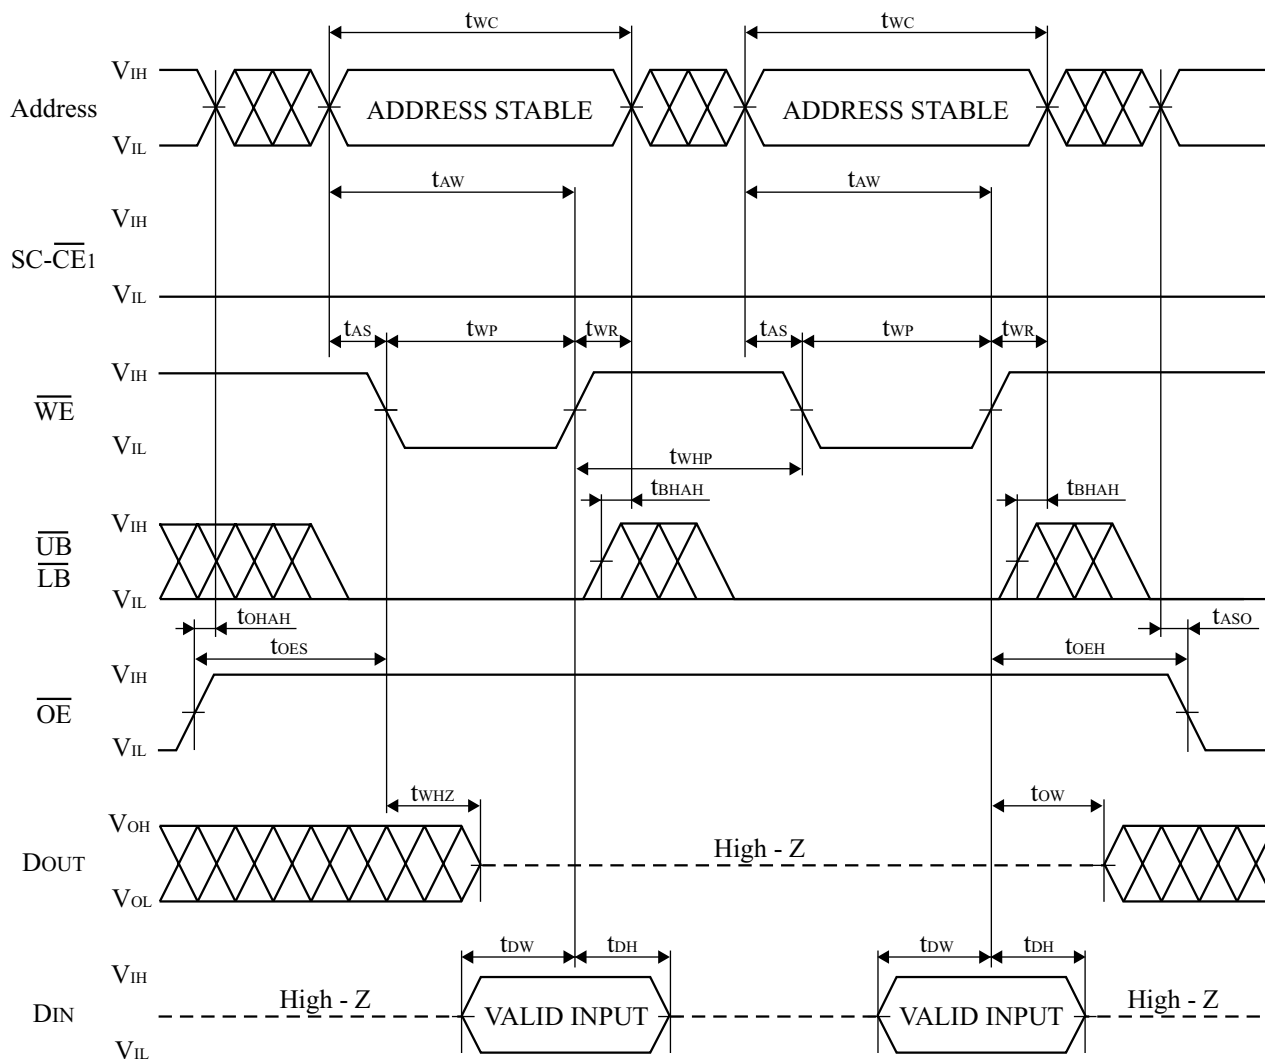 tWC tWC
VIH
Address ADDRESS STABLE ADDRESS STABLE
VIL
tAW tAW
VIH
SC-CE1
VIL
tAS tWP tWR tAS tWP tWR
VIH
WE
VIL
tWHP
tBHAH tBHAH
VIH
UB
LB
VIL
tOHAH tASO
tOES tOEH
VIH
OE
VIL
tWHZ tOW
VOH
DOUT High - Z
VOL
tDW tDH tDW tDH
VIH
High - Z High - Z
DIN VALID INPUT VALID INPUT
VIL